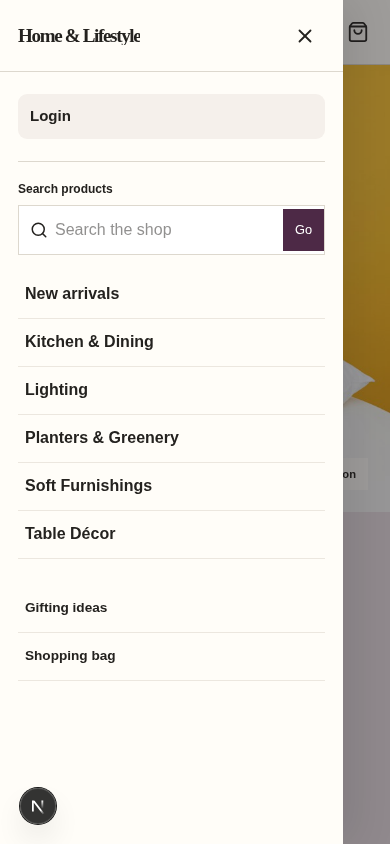 Home & Lifestyle
Login
Search products
Search the shop
Go
New arrivals
Kitchen & Dining
Lighting
Planters & Greenery
on
Soft Furnishings
Table Décor
Gifting ideas
Shopping bag
N